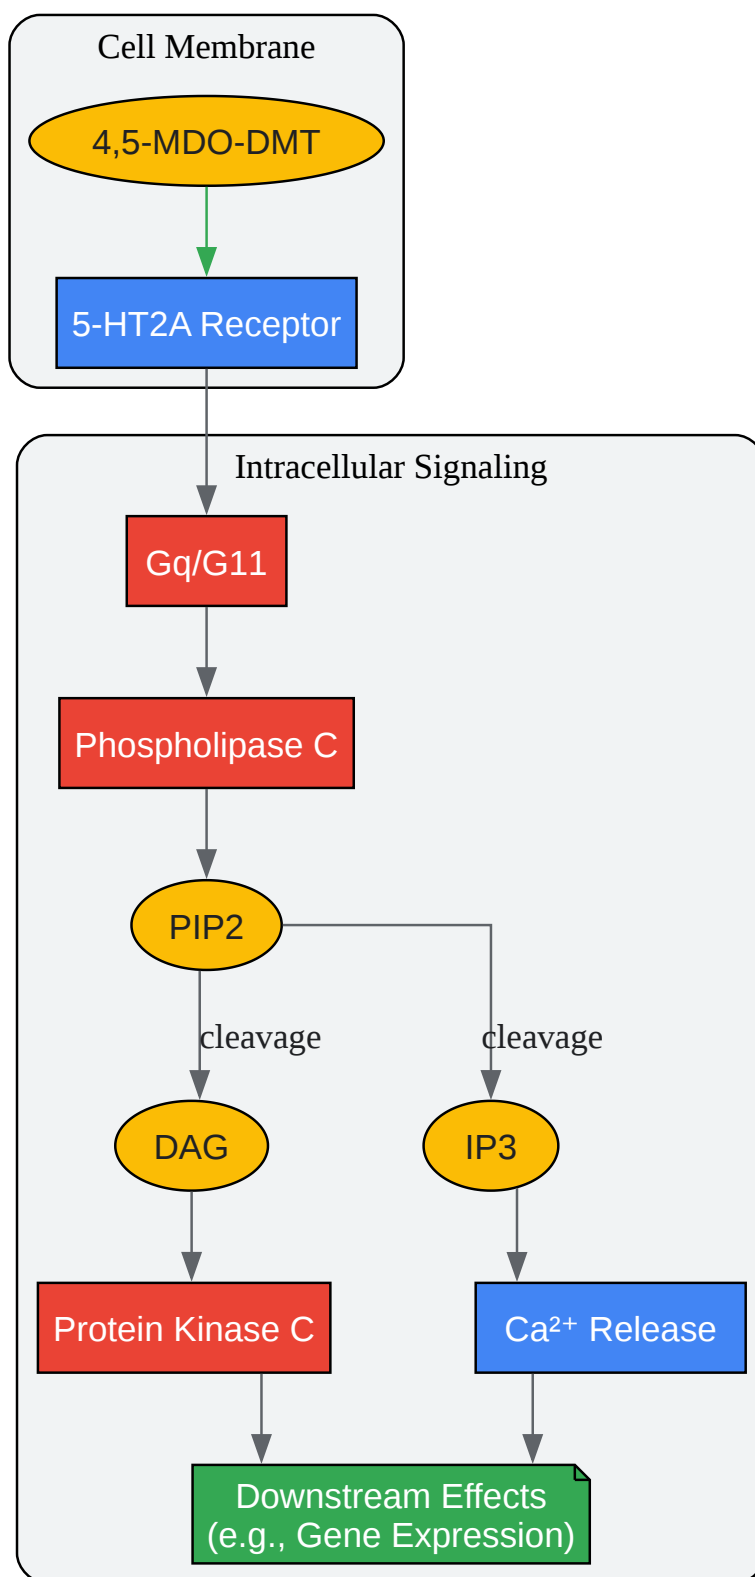 Cell Membrane
4,5-MDO-DMT
5-HT2A Receptor
Intracellular Signaling
Gq/G11
Phospholipase C
PIP2
cleavage
cleavage
DAG
IP3
Protein Kinase C
Ca²⁺ Release
Downstream Effects
(e.g., Gene Expression)